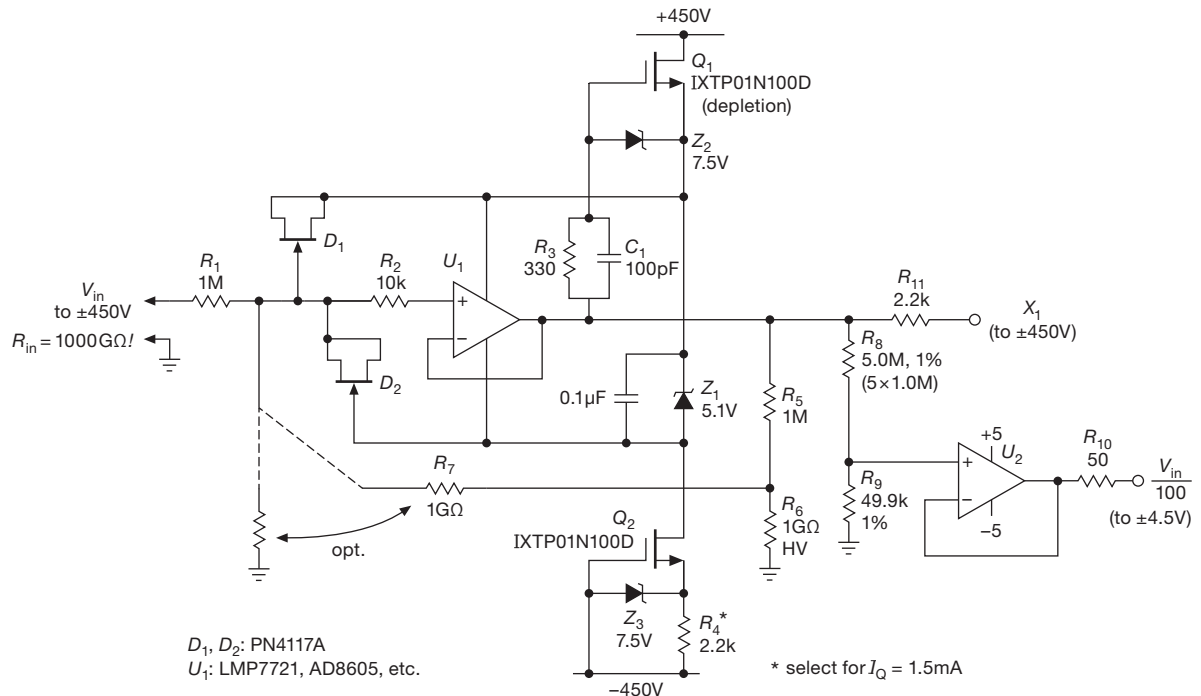 +450V
Q1
IXTP01N100D
(depletion)
Z2
7.5V
D1
R1
1M
R2
10k
U1
R3
330
C1
100pF
Vin
to ±450V
Rin = 1000GΩ!
+
−
R11
2.2k
X1
(to ±450V)
R8
5.0M, 1%
(5×1.0M)
D2
0.1µF
Z1
5.1V
R5
1M
+5
U2
+
−
−5
R10
50
Vin
100
(to ±4.5V)
R7
1GΩ
R9
49.9k
1%
R6
1GΩ
HV
Q2
IXTP01N100D
opt.
Z3
7.5V
R4*
2.2k
D1, D2: PN4117A
U1: LMP7721, AD8605, etc.
* select for IQ = 1.5mA
−450V